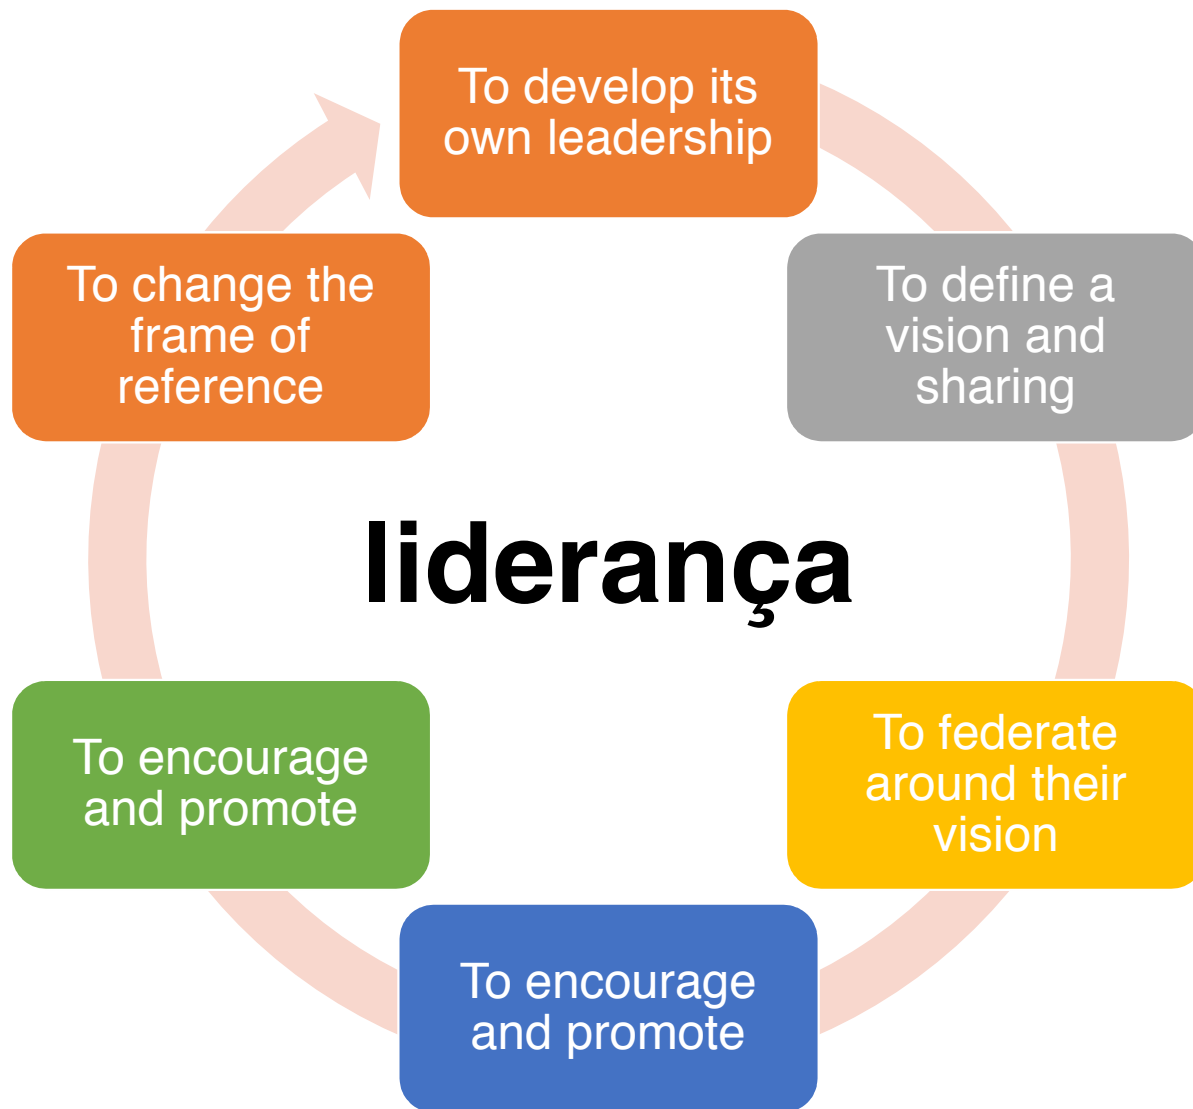 To develop its
own leadership
To define a
vision and
sharing
To federate
around their
vision
To encourage
and promote
To encourage
and promote
To change the
frame of
reference
liderança